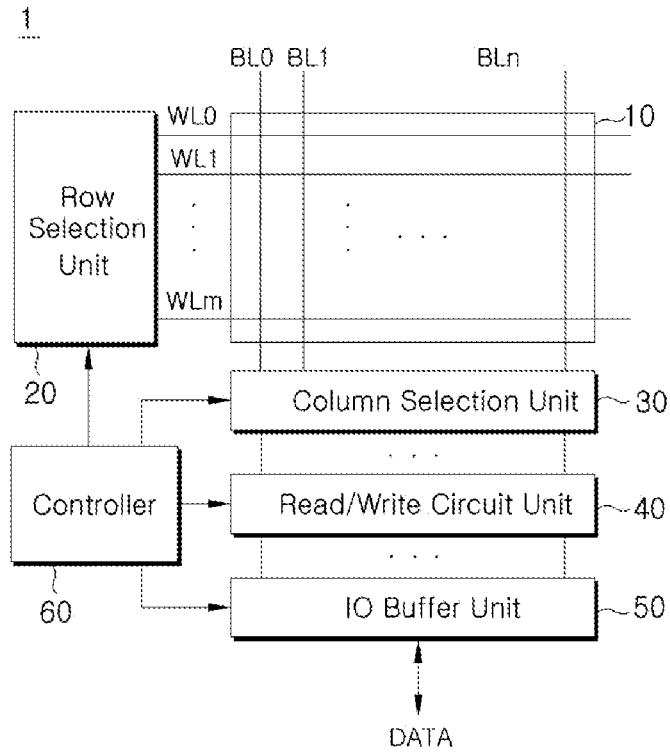 1
BL0 BL1 BLn
10
WL0
WL1
Row
Selection
Unit
WLm
20
Column Selection Unit
30
Controller
Read/Write Circuit Unit
40
60
IO Buffer Unit
50
DATA